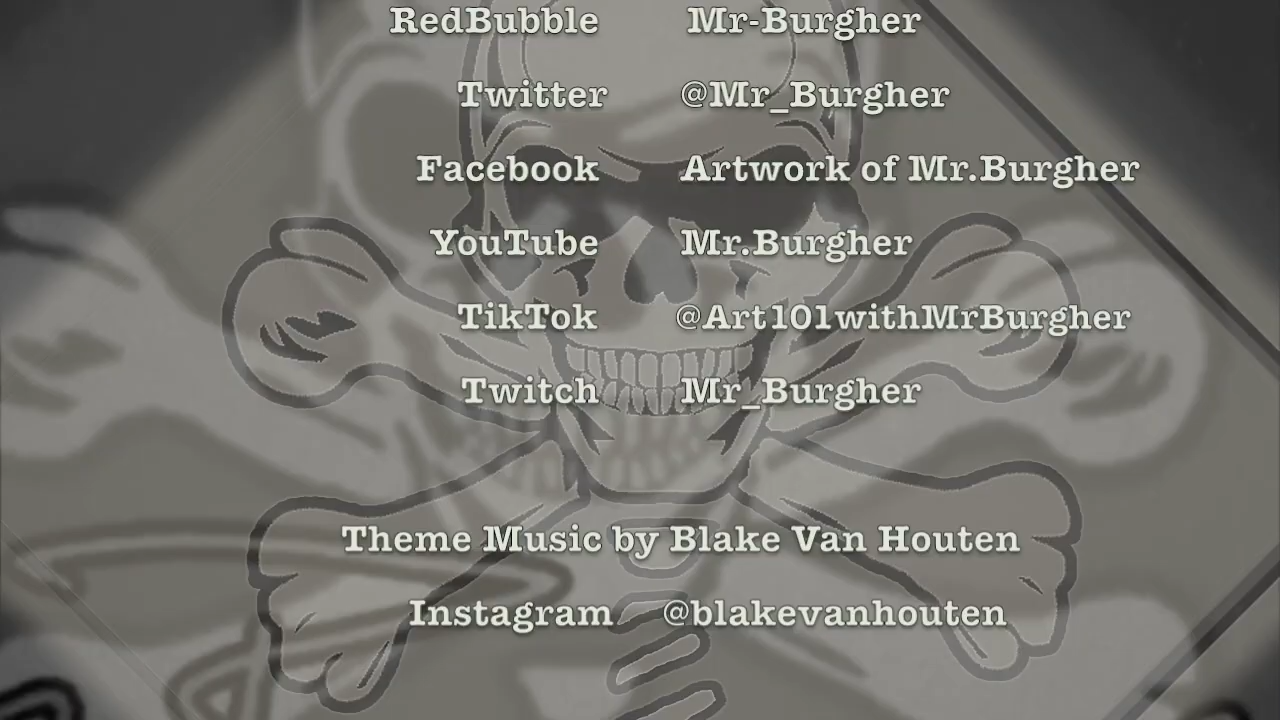 RedBubble Mr-Burgher
Twitter @Mr_Burgher
Facebook Artwork of Mr.Burgher
YouTube Mr.Burgher
TikTok @Art101withMrBurgher
Twitch Mr_Burgher
Theme Music by Blake Van Houten
Instagram @blakevanhouten